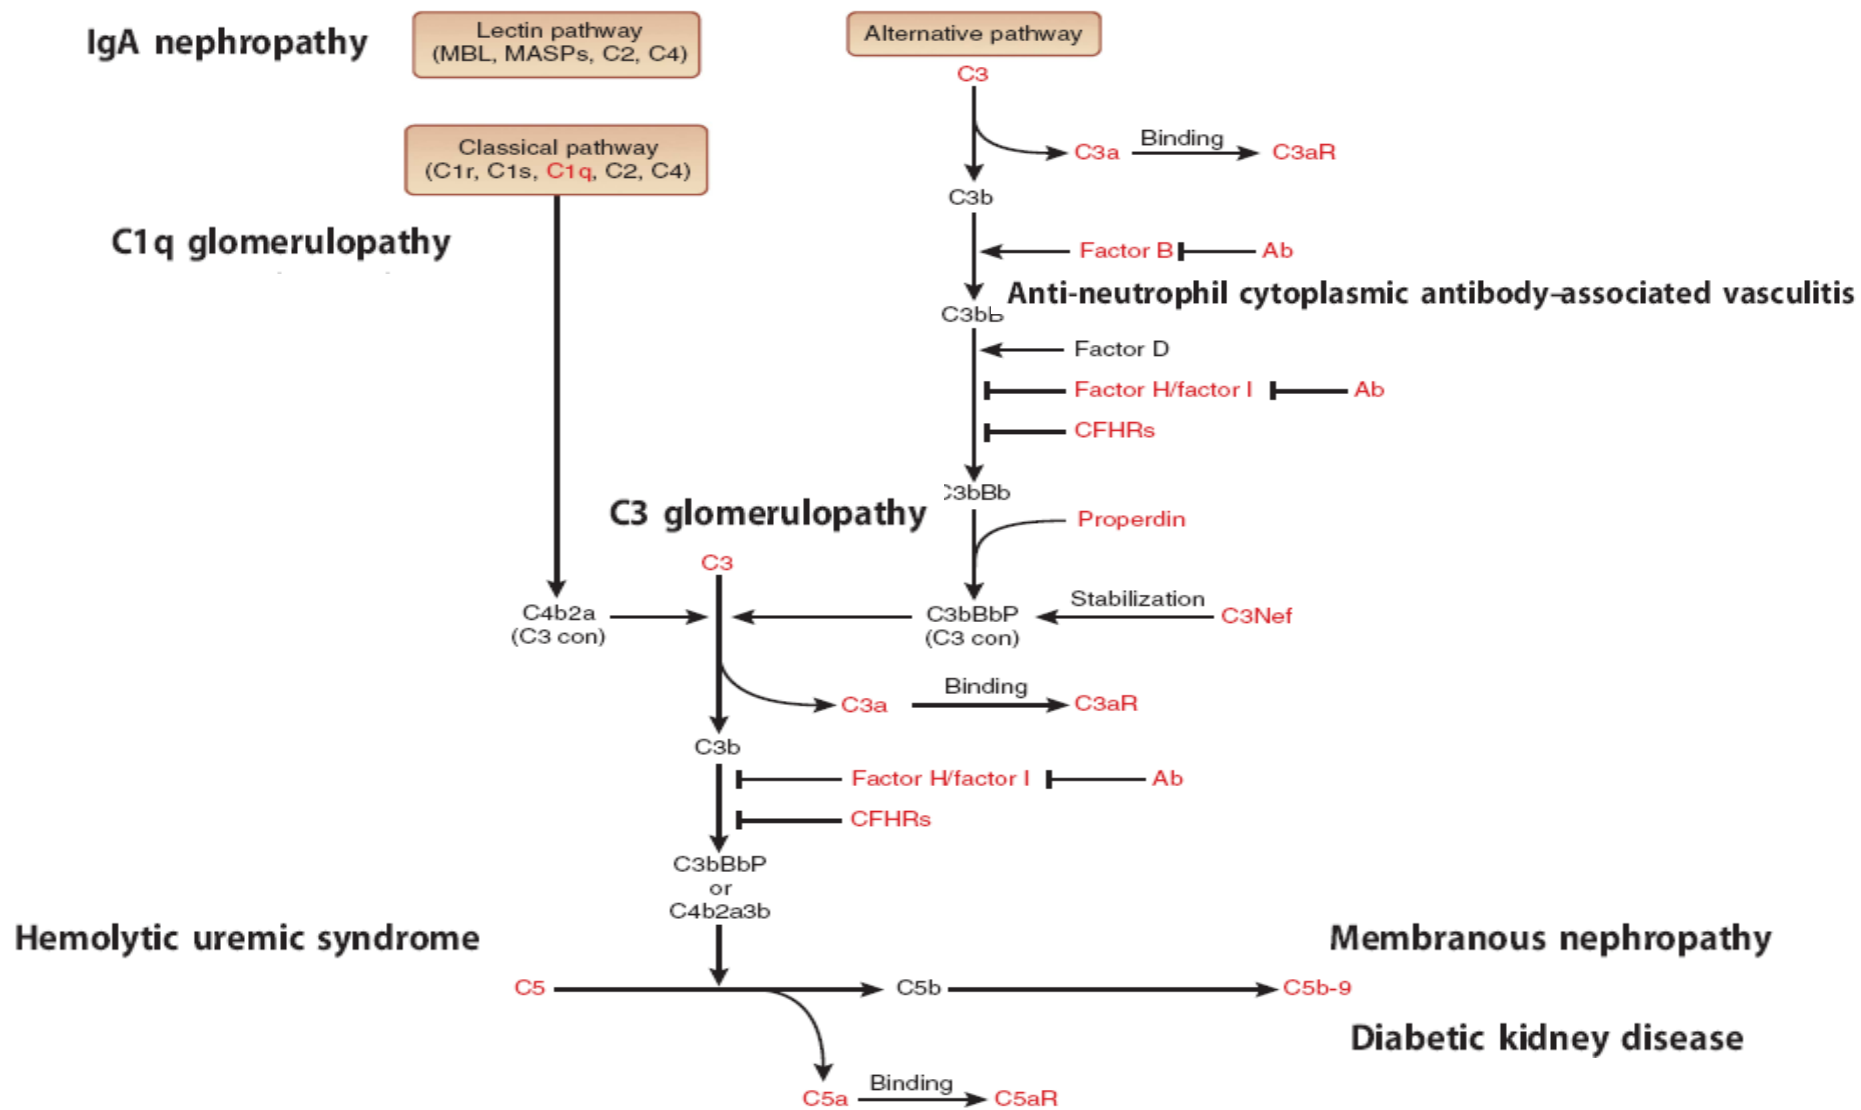 IgA nephropathy
Lectin pathway
(MBL, MASPs, C2, C4)
Alternative pathway
C3
Classical pathway
(C1r, C1s, C1q, C2, C4)
Binding
C3a
C3aR
C3b
C1q glomerulopathy
Factor B
Ab
Anti-neutrophil cytoplasmic antibody-associated vasculitis
C3bB
Factor D
Factor H/factor I
Ab
CFHRs
C3bBb
C3 glomerulopathy
Properdin
C3
C4b2a
(C3 con)
C3bBbP
(C3 con)
Stabilization
C3Nef
Binding
C3a
C3aR
C3b
Factor H/factor I
Ab
CFHRs
C3bBbP
or
C4b2a3b
Hemolytic uremic syndrome
Membranous nephropathy
C5
C5b
C5b-9
Diabetic kidney disease
Binding
C5a
C5aR